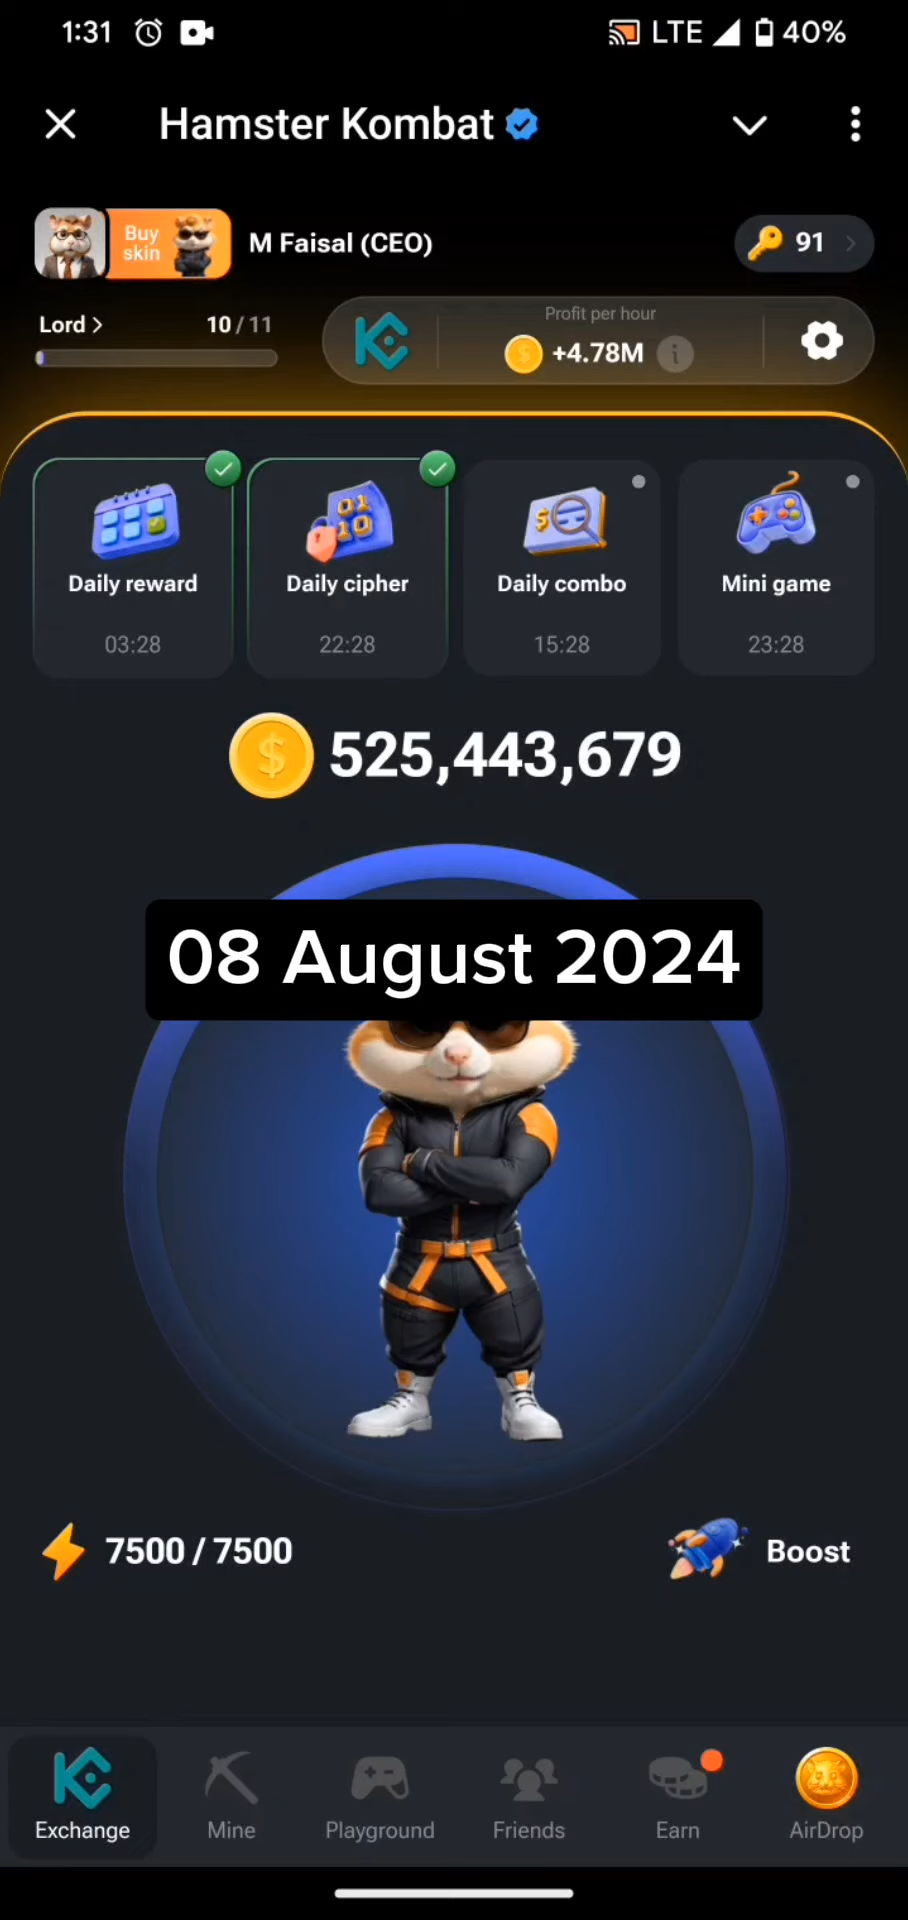 1:31 LTE 40%
Hamster Kombat
Buy
skin
M Faisal (CEO)
91
Lord
10/11
Profit per hour
+4.78M
Daily reward
03:28
Daily cipher
22:28
Daily combo
15:28
Mini game
23:28
525,443,679
08 August 2024
7500 / 7500
Boost
Exchange
Mine
Playground
Friends
Earn
AirDrop